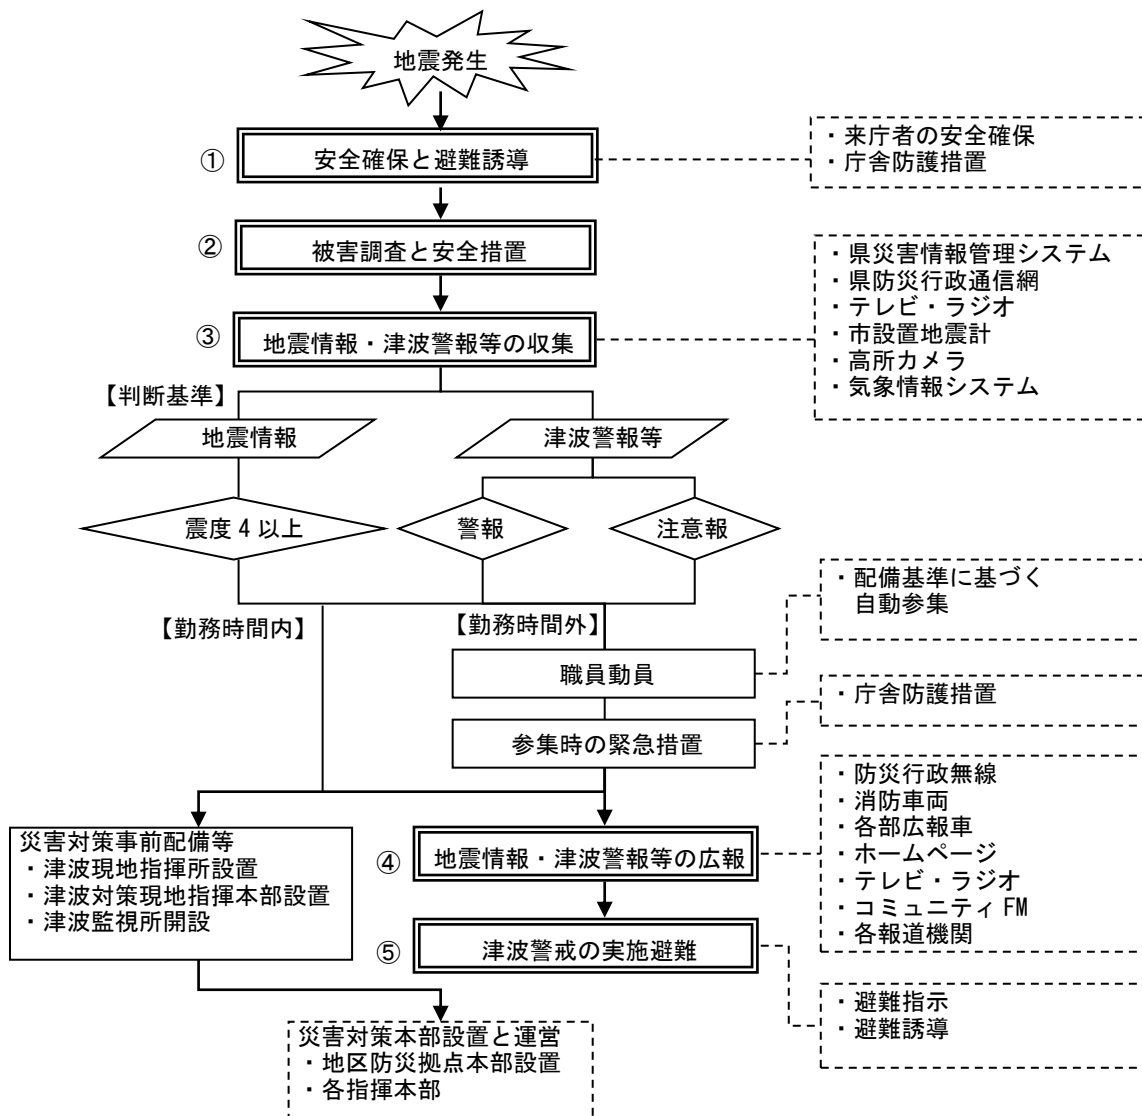 地震発生
①
安全確保と避難誘導
・来庁者の安全確保
・庁舎防護措置
②
被害調査と安全措置
③
地震情報・津波警報等の収集
・県災害情報管理システム
・県防災行政通信網
・テレビ・ラジオ
・市設置地震計
・高所カメラ
・気象情報システム
【判断基準】
地震情報
津波警報等
震度４以上
警報
注意報
【勤務時間内】
【勤務時間外】
職員動員
・配備基準に基づく
自動参集
参集時の緊急措置
・庁舎防護措置
災害対策事前配備等
・津波現地指揮所設置
・津波対策現地指揮本部設置
・津波監視所開設
④
地震情報・津波警報等の広報
・防災行政無線
・消防車両
・各部広報車
・ホームページ
・テレビ・ラジオ
・コミュニティFM
・各報道機関
⑤
津波警戒の実施避難
・避難指示
・避難誘導
災害対策本部設置と運営
・地区防災拠点本部設置
・各指揮本部